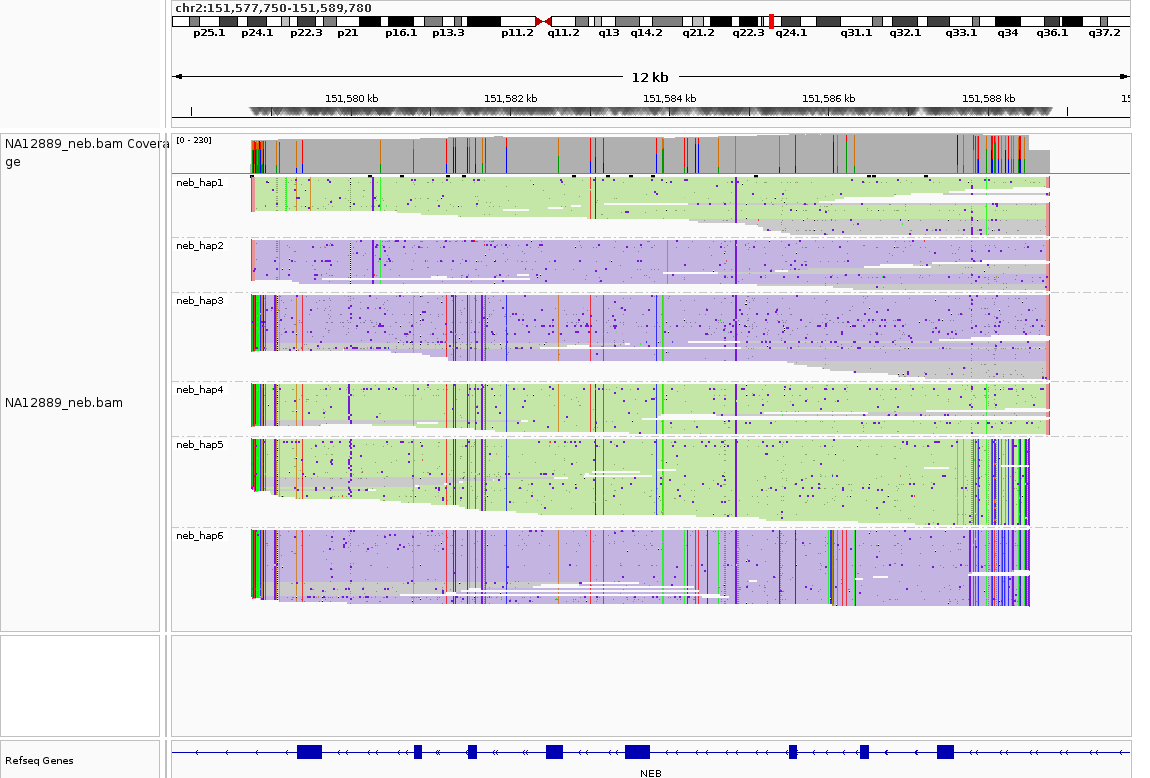 chr2:151,577,750-151,589,780
p25.1 p24.1 p22.3 p21 p16.1 p13.3 p11.2 q11.2 q13 q14.2 q21.2 q22.3 q24.1 q31.1 q32.1 q33.1 q34 q36.1 q37.2
12 kb
151,580 kb 151,582 kb 151,584 kb 151,586 kb 151,588 kb 15
NA12889_neb.bam Covera
ge
[0 - 230]
neb_hap1
neb_hap2
neb_hap3
neb_hap4
NA12889_neb.bam
neb_hap5
neb_hap6
Refseq Genes
NEB